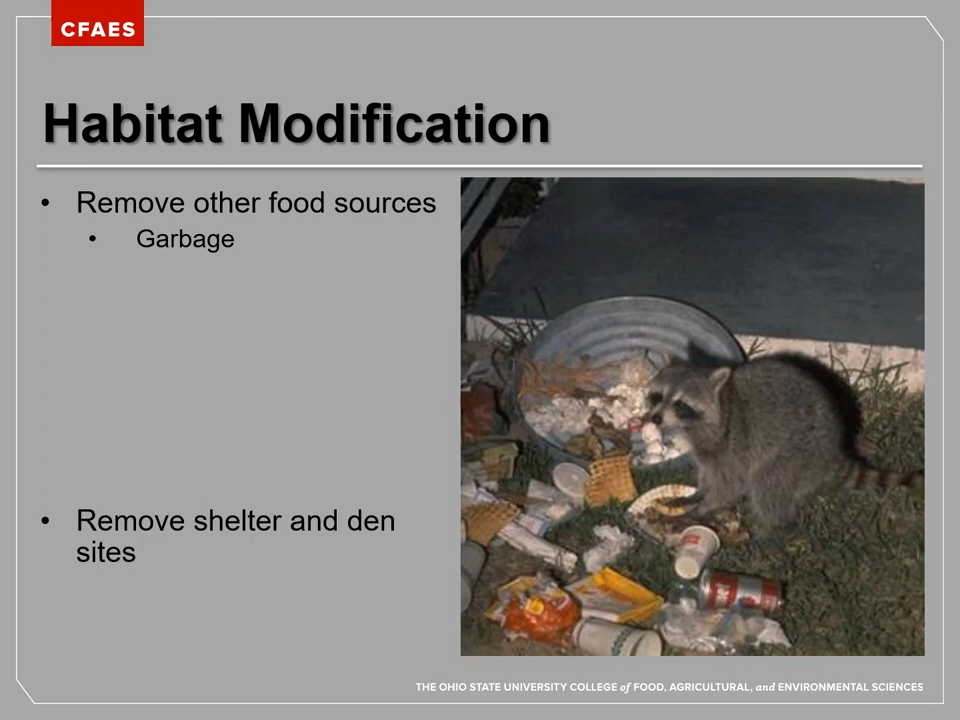 CFAES
Habitat Modification
• Remove other food sources
• Garbage
• Remove shelter and den
sites
THE OHIO STATE UNIVERSITY COLLEGE of FOOD, AGRICULTURAL, and ENVIRONMENTAL SCIENCES